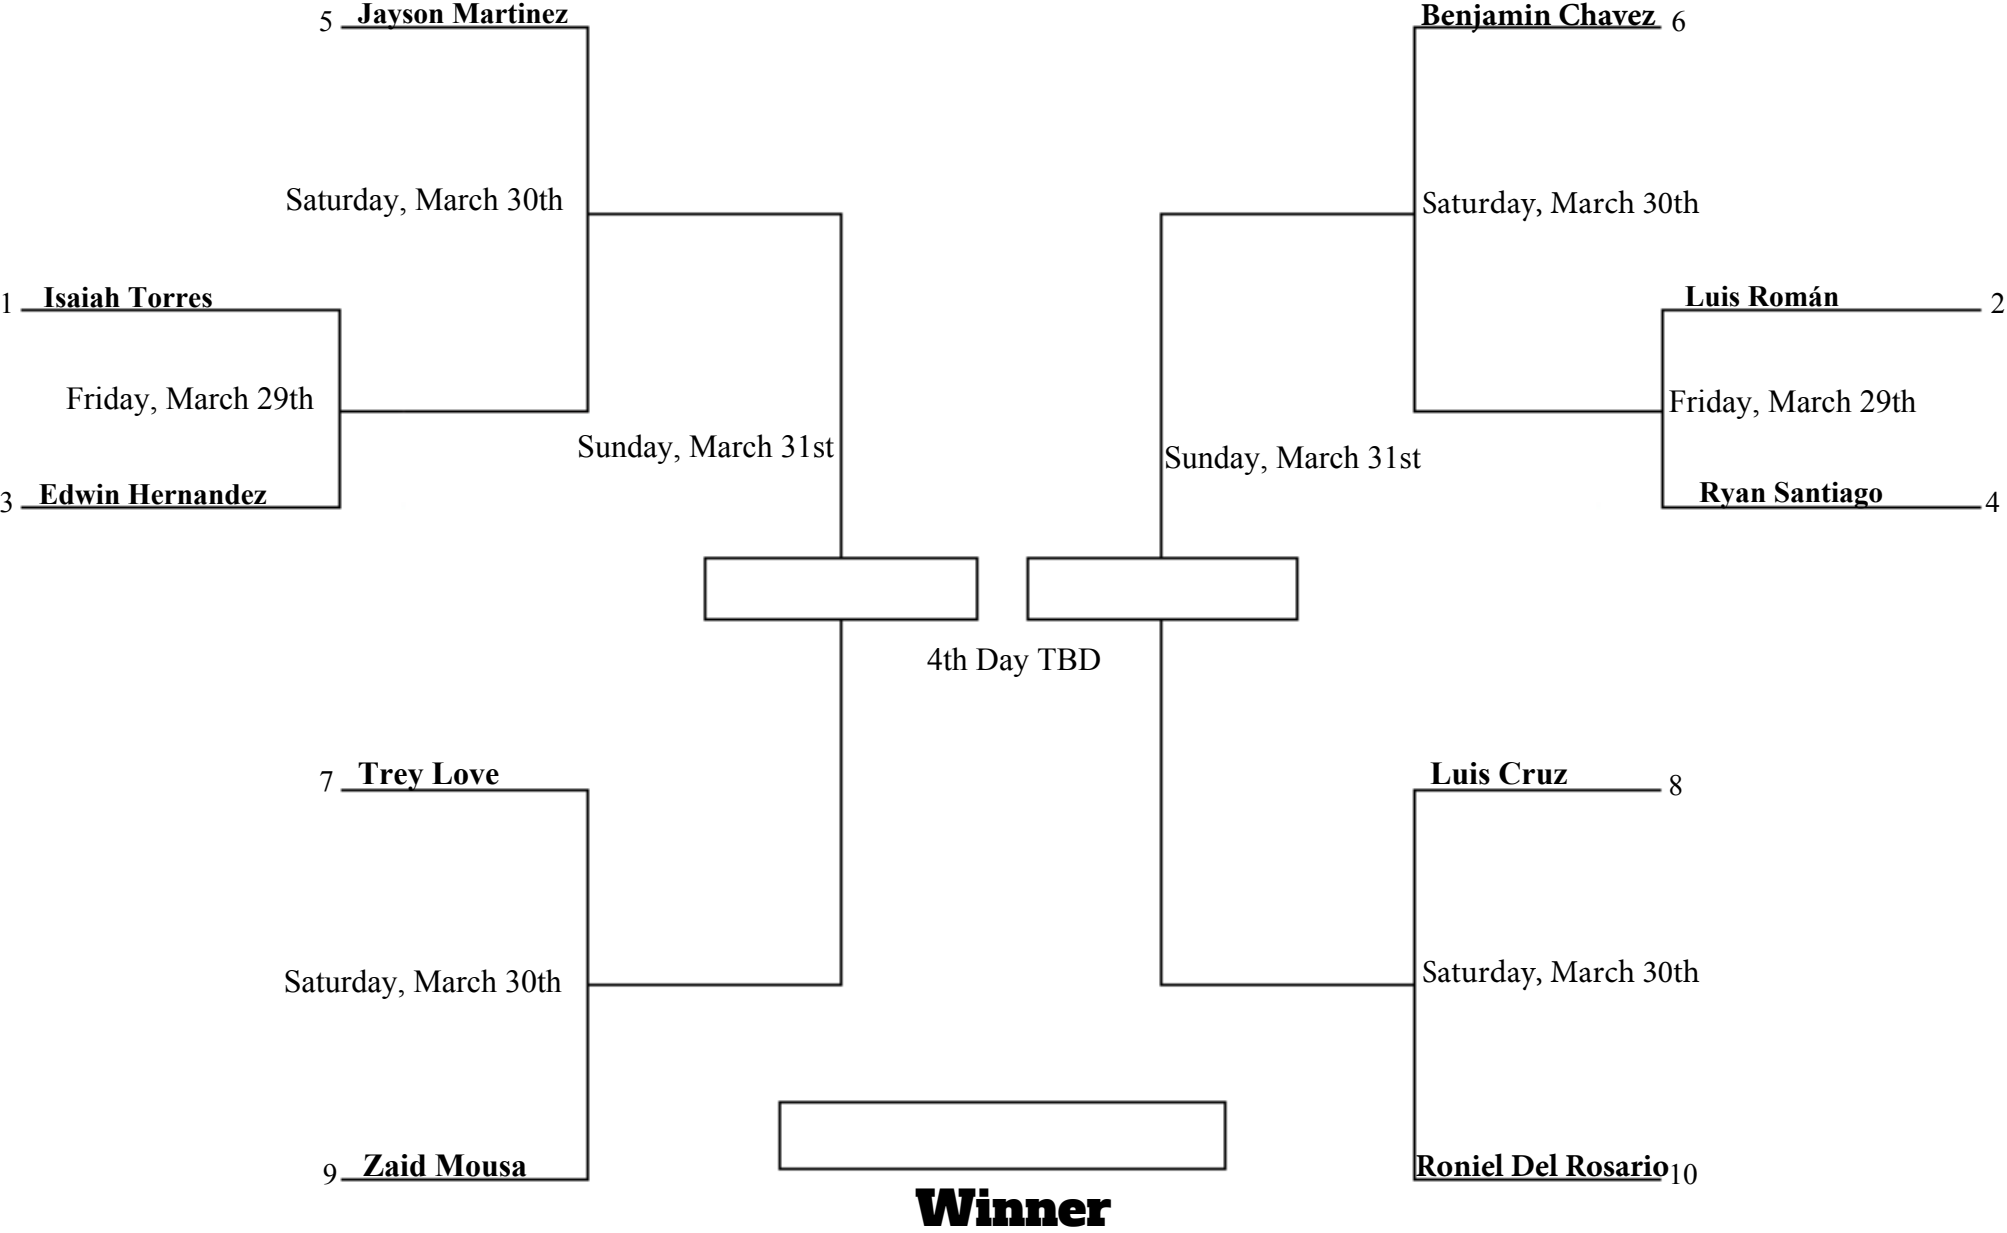 5 Jayson Martinez
Benjamin Chavez 6
Saturday, March 30th
Saturday, March 30th
1 Isaiah Torres
Luis Román 2
Friday, March 29th
Friday, March 29th
Sunday, March 31st
Sunday, March 31st
3 Edwin Hernandez
Ryan Santiago 4
4th Day TBD
7 Trey Love
Luis Cruz 8
Saturday, March 30th
Saturday, March 30th
9 Zaid Mousa
Roniel Del Rosario 10
Winner